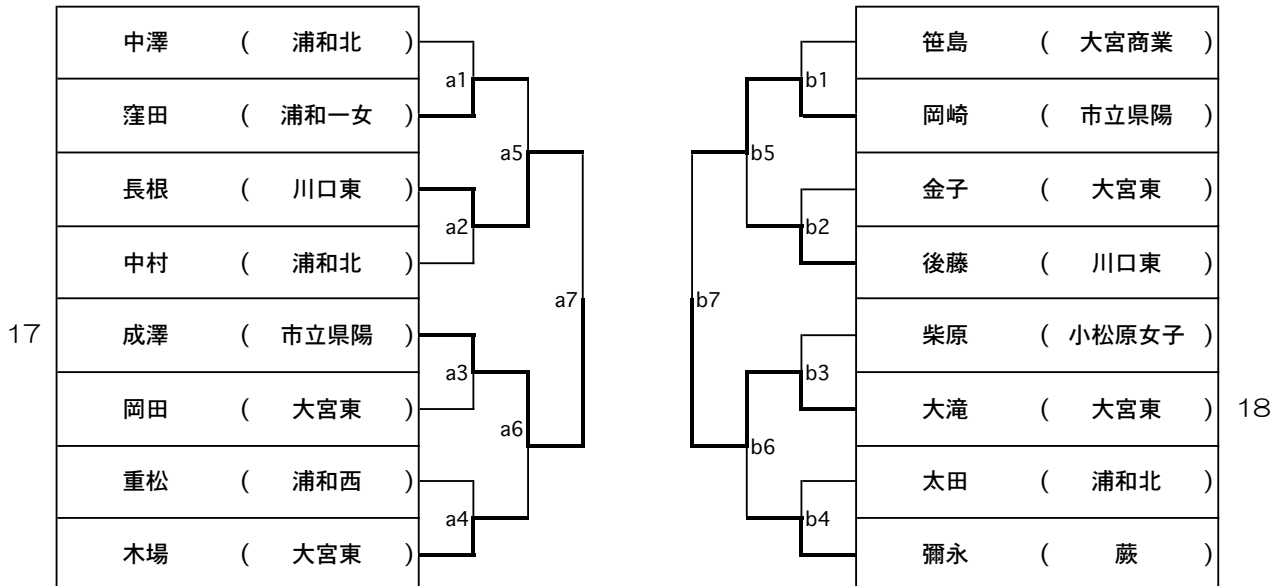 中澤 ( 浦和北 )
a1
窪田 ( 浦和一女 )
a5
長根 ( 川口東 )
a2
中村 ( 浦和北 )
a7
17 成澤 ( 市立県陽 )
a3
岡田 ( 大宮東 )
a6
重松 ( 浦和西 )
a4
木場 ( 大宮東 )
笹島 ( 大宮商業 )
b1
岡崎 ( 市立県陽 )
b5
金子 ( 大宮東 )
b2
後藤 ( 川口東 )
b7
柴原 ( 小松原女子 )
b3
大滝 ( 大宮東 ) 18
b6
太田 ( 浦和北 )
b4
彌永 ( 蕨 )